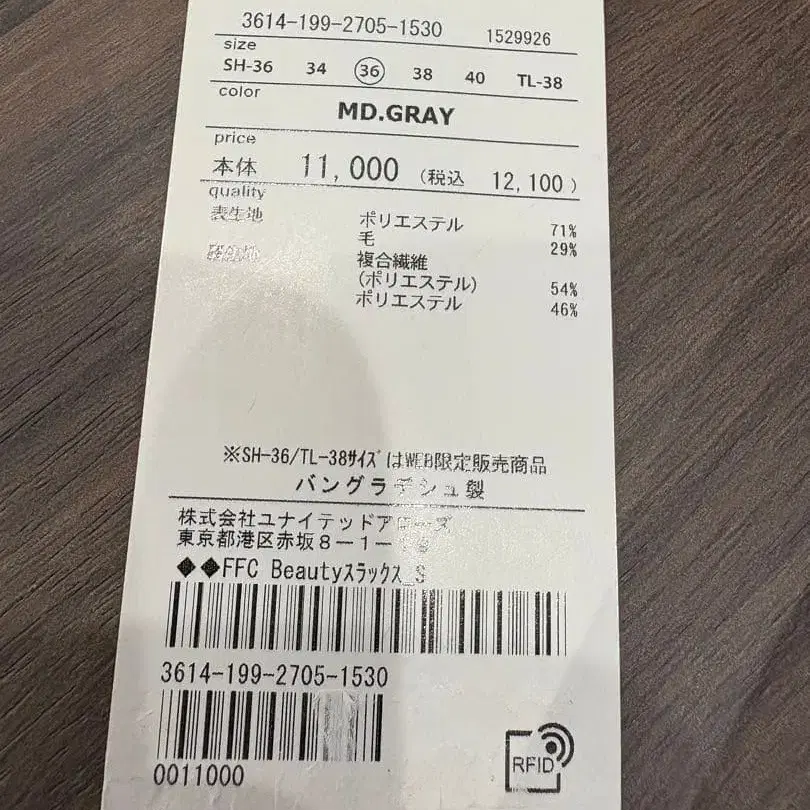 3614-199-2705-1530 1529926
size
SH-36 34 36 38 40 TL-38
color
MD.GRAY
price
本体 11,000 (税込 12,100)
quality
表生地 ポリエステル 71%
毛 29%
複合繊維
(ポリエステル) 54%
ポリエステル 46%
※SH-36/TL-38ｻｲｽﾞはWEB限定販売商品
バングラデシュ製
株式会社ユナイテッドアローズ
東京都港区赤坂8-1-
◆◆FFC Beautyスラックス_S
3614-199-2705-1530
0011000
RFID